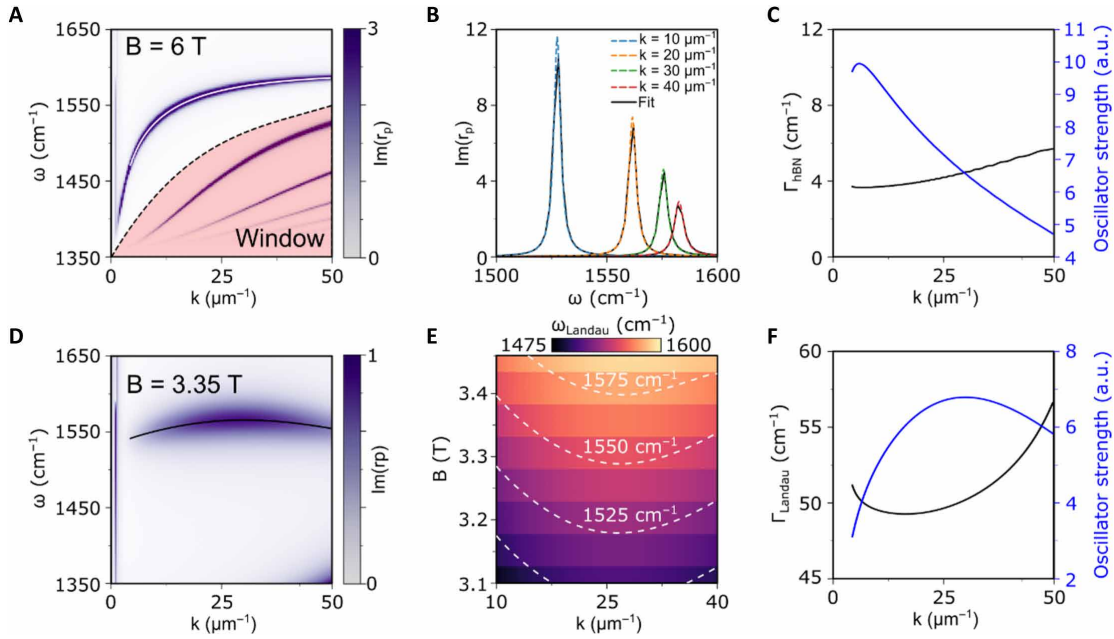 A
B = 6 T
Window
1650
1550
1450
1350
ω (cm⁻¹)
0
25
50
k (µm⁻¹)
3
0
Im(rₚ)
B
k = 10 µm⁻¹
k = 20 µm⁻¹
k = 30 µm⁻¹
k = 40 µm⁻¹
Fit
12
8
4
0
Im(rₚ)
1500
1560
1600
ω (cm⁻¹)
C
12
8
4
0
ΓhBN (cm⁻¹)
11
10
9
8
7
6
5
4
Oscillator strength (a.u.)
0
25
50
k (µm⁻¹)
D
B = 3.35 T
1650
1550
1450
1350
ω (cm⁻¹)
0
25
50
k (µm⁻¹)
1
0
Im(rp)
E
ωLandau (cm⁻¹)
1475
1600
1575 cm⁻¹
1550 cm⁻¹
1525 cm⁻¹
3.4
3.3
3.2
3.1
B (T)
10
25
40
k (µm⁻¹)
F
60
55
50
45
ΓLandau (cm⁻¹)
8
6
4
2
Oscillator strength (a.u.)
0
25
50
k (µm⁻¹)